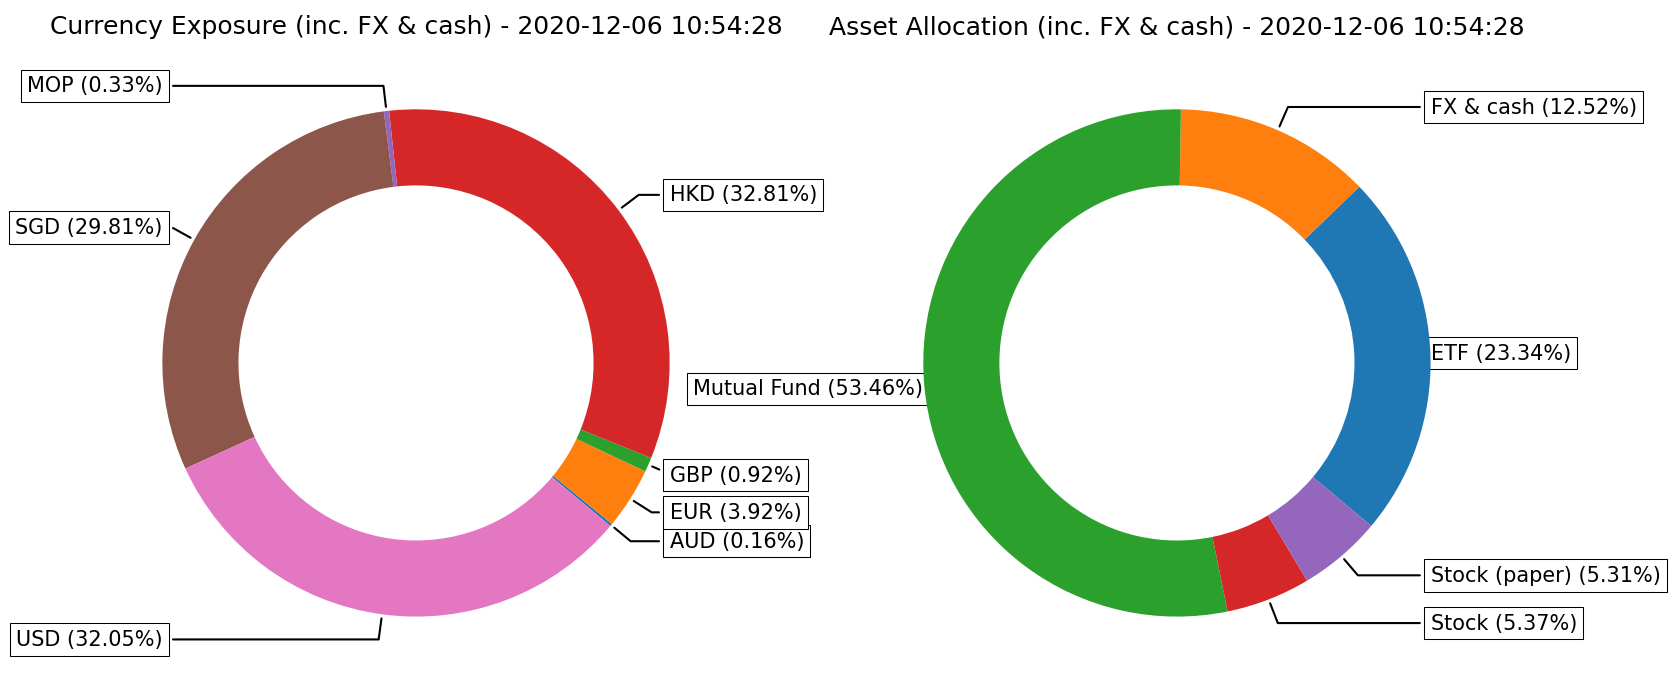 Currency Exposure (inc. FX & cash) - 2020-12-06 10:54:28
MOP (0.33%)
HKD (32.81%)
SGD (29.81%)
GBP (0.92%)
EUR (3.92%)
AUD (0.16%)
USD (32.05%)
Asset Allocation (inc. FX & cash) - 2020-12-06 10:54:28
FX & cash (12.52%)
ETF (23.34%)
Mutual Fund (53.46%)
Stock (paper) (5.31%)
Stock (5.37%)